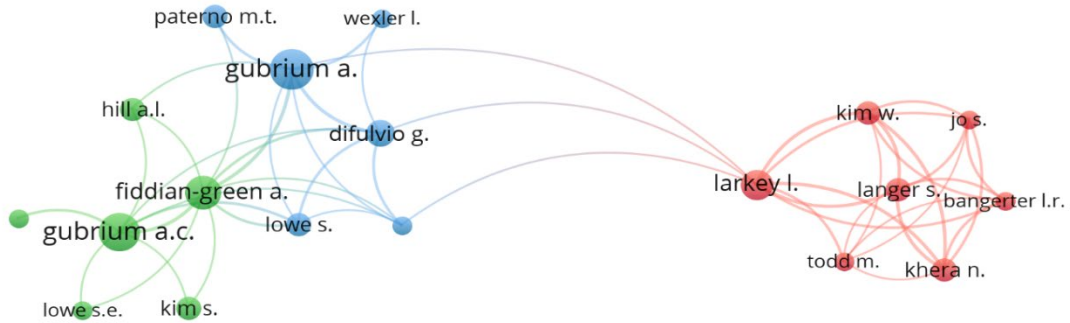 paterno m.t.
wexler l.
gubrium a.
hill a.l.
difulvio g.
kim w.
jo s.
fiddian-green a.
larkey l.
langer s.
bangerter l.r.
gubrium a.c.
lowe s.
todd m.
khera n.
lowe s.e.
kim s.